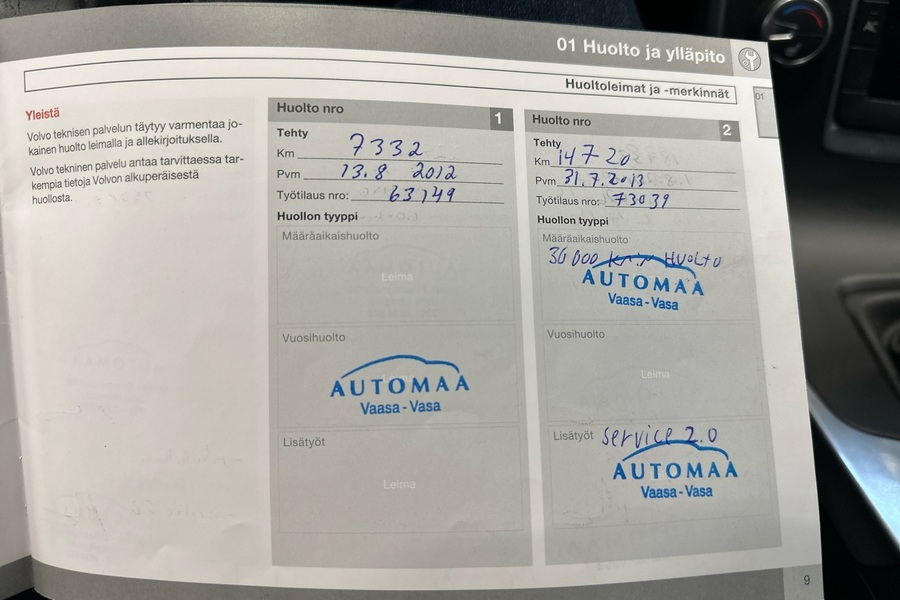 01 Huolto ja ylläpito
Huoltoleimat ja -merkinnät
01
Yleistä
Volvo teknisen palvelun täytyy varmentaa jo-
kainen huolto leimalla ja allekirjoituksella.
Volvo tekninen palvelu antaa tarvittaessa tar-
kempia tietoja Volvon alkuperäisestä
huollosta.
Huolto nro 1
Tehty
Km 7332
Pvm 13.8 2012
Työtilaus nro: 63149
Huollon tyyppi
Määräaikaishuolto
Leima
Vuosihuolto
AUTOMAA
Vaasa - Vasa
Lisätyöt
Leima
Huolto nro 2
Tehty
Km 14720
Pvm 31.7.2013
Työtilaus nro: 73039
Huollon tyyppi
Määräaikaishuolto
30 000 km:n HUOLTO
AUTOMAA
Vaasa - Vasa
Vuosihuolto
Leima
Lisätyöt service 2.0
AUTOMAA
Vaasa - Vasa
9